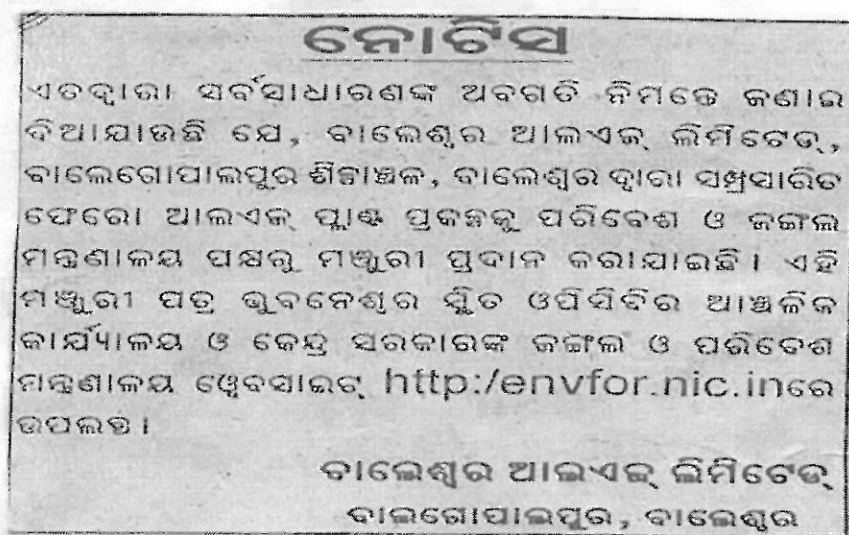 ନୋଟିସ
ଏତଦ୍ୱାରା ସର୍ବସାଧାରଣଙ୍କ ଅବଗତି ନିମନ୍ତେ ଜଣାଇ
ଦିଆଯାଉଛି ଯେ, ବାଲେଶ୍ୱର ଆଲଏଜ୍ ଲିମିଟେଡ୍,
ବାଲେଗୋପାଲପୁର ଶିଳ୍ପାଞ୍ଚଳ, ବାଲେଶ୍ୱର ଦ୍ୱାରା ସମ୍ପ୍ରସାରିତ
ଫେରୋ ଆଲଏଜ୍ ପ୍ଲାଣ୍ଟ ପ୍ରକଳ୍ପକୁ ପରିବେଶ ଓ ଜଙ୍ଗଲ
ମନ୍ତ୍ରଣାଳୟ ପକ୍ଷରୁ ମଞ୍ଜୁରୀ ପ୍ରଦାନ କରାଯାଇଛି। ଏହି
ମଞ୍ଜୁରୀ ପତ୍ର ଭୁବନେଶ୍ୱର ସ୍ଥିତ ଓପିସିବିର ଆଞ୍ଚଳିକ
କାର୍ଯ୍ୟାଳୟ ଓ କେନ୍ଦ୍ର ସରକାରଙ୍କ ଜଙ୍ଗଲ ଓ ପରିବେଶ
ମନ୍ତ୍ରଣାଳୟ ୱେବସାଇଟ୍ http:/envfor.nic.inରେ
ଉପଲବ୍ଧ।
ବାଲେଶ୍ୱର ଆଲଏଜ୍ ଲିମିଟେଡ୍
ବାଲଗୋପାଲପୁର, ବାଲେଶ୍ୱର